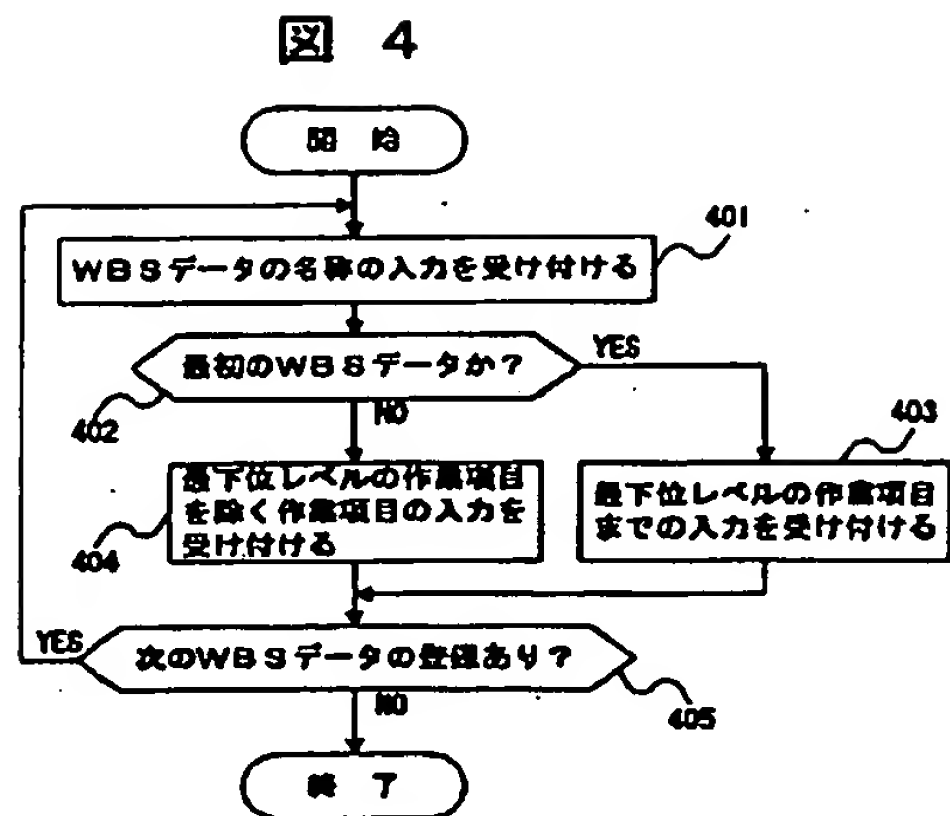 図 4
開 始
401
WBSデータの名称の入力を受け付ける
最初のWBSデータか?
YES
402
NO
403
最下位レベルの作業項目
を除く作業項目の入力を
受け付ける
404
最下位レベルの作業項目
までの入力を受け付ける
YES
次のWBSデータの登録あり?
NO
405
終 了